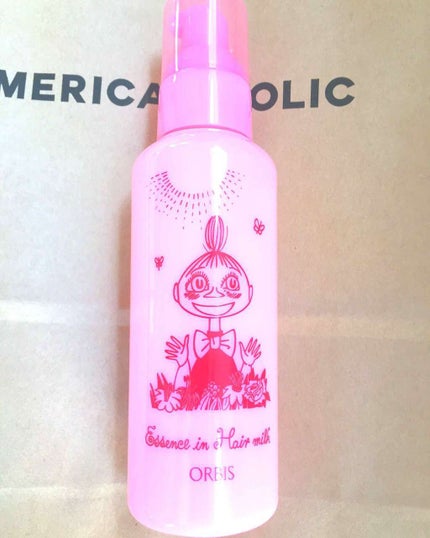 MERICA OLIC
Essence in Hair milk
ORBIS